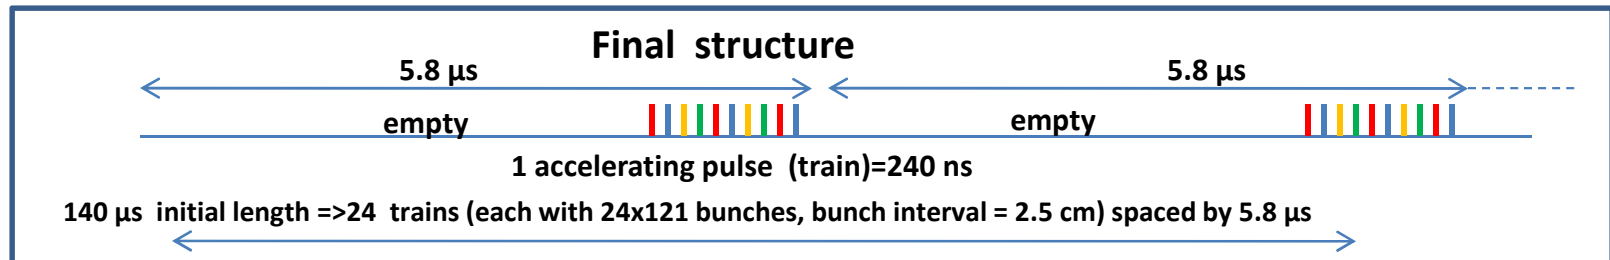 Final structure
5.8 µs 5.8 µs
empty empty
1 accelerating pulse (train)=240 ns
140 µs initial length =>24 trains (each with 24x121 bunches, bunch interval = 2.5 cm) spaced by 5.8 µs